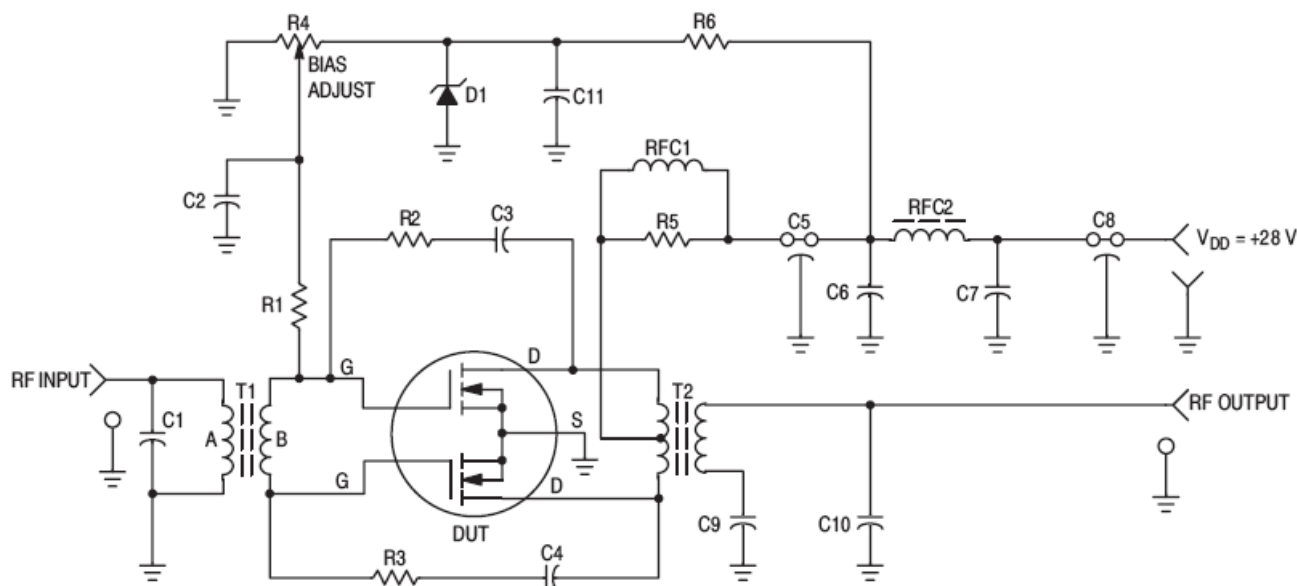 R4
R6
BIAS
ADJUST
D1
C11
RFC1
C2
R2
C3
R5
C5
RFC2
C8
V_DD = +28 V
R1
C6
C7
G
D
RF INPUT
T1
T2
RF OUTPUT
C1
A
B
S
G
D
C9
C10
DUT
R3
C4